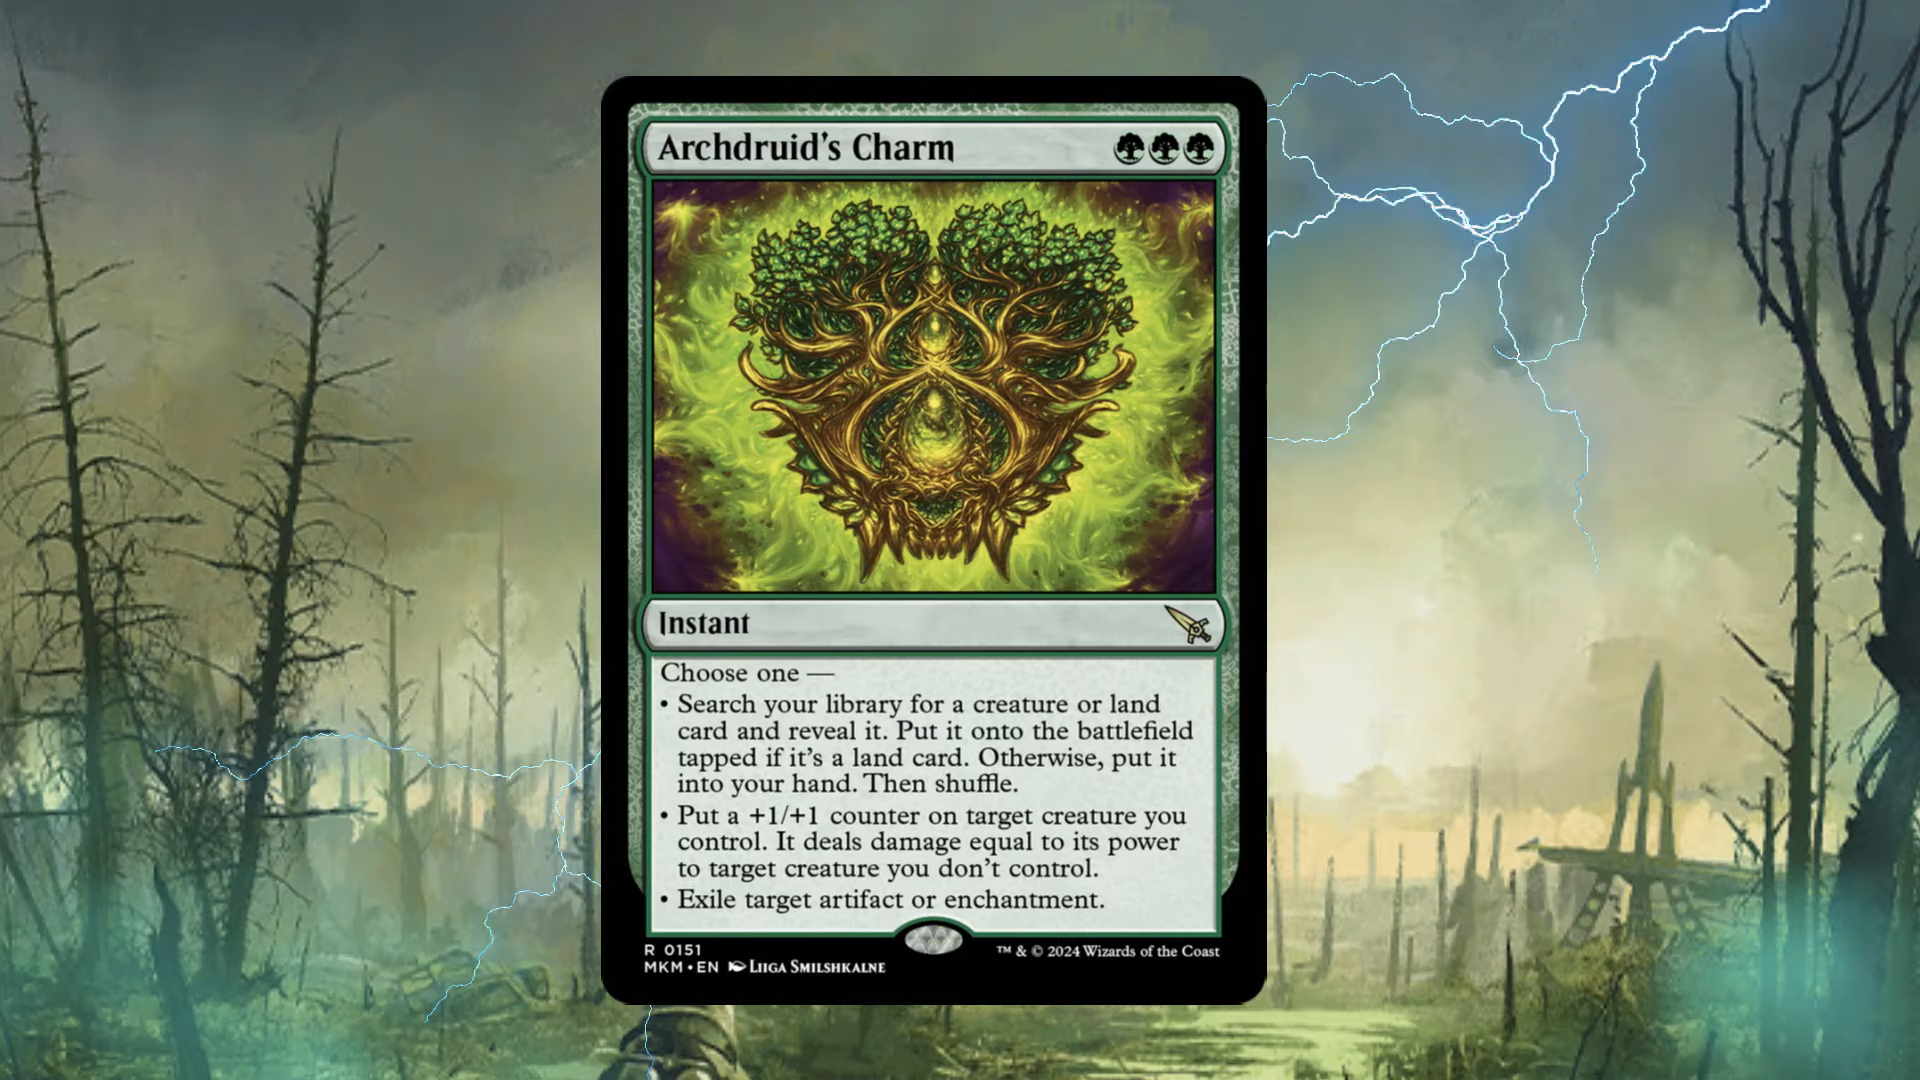 Archdruid's Charm
Instant
Choose one —
• Search your library for a creature or land
card and reveal it. Put it onto the battlefield
tapped if it's a land card. Otherwise, put it
into your hand. Then shuffle.
• Put a +1/+1 counter on target creature you
control. It deals damage equal to its power
to target creature you don't control.
• Exile target artifact or enchantment.
R 0151
MKM • EN Liiga Smilshkalne
™ & © 2024 Wizards of the Coast